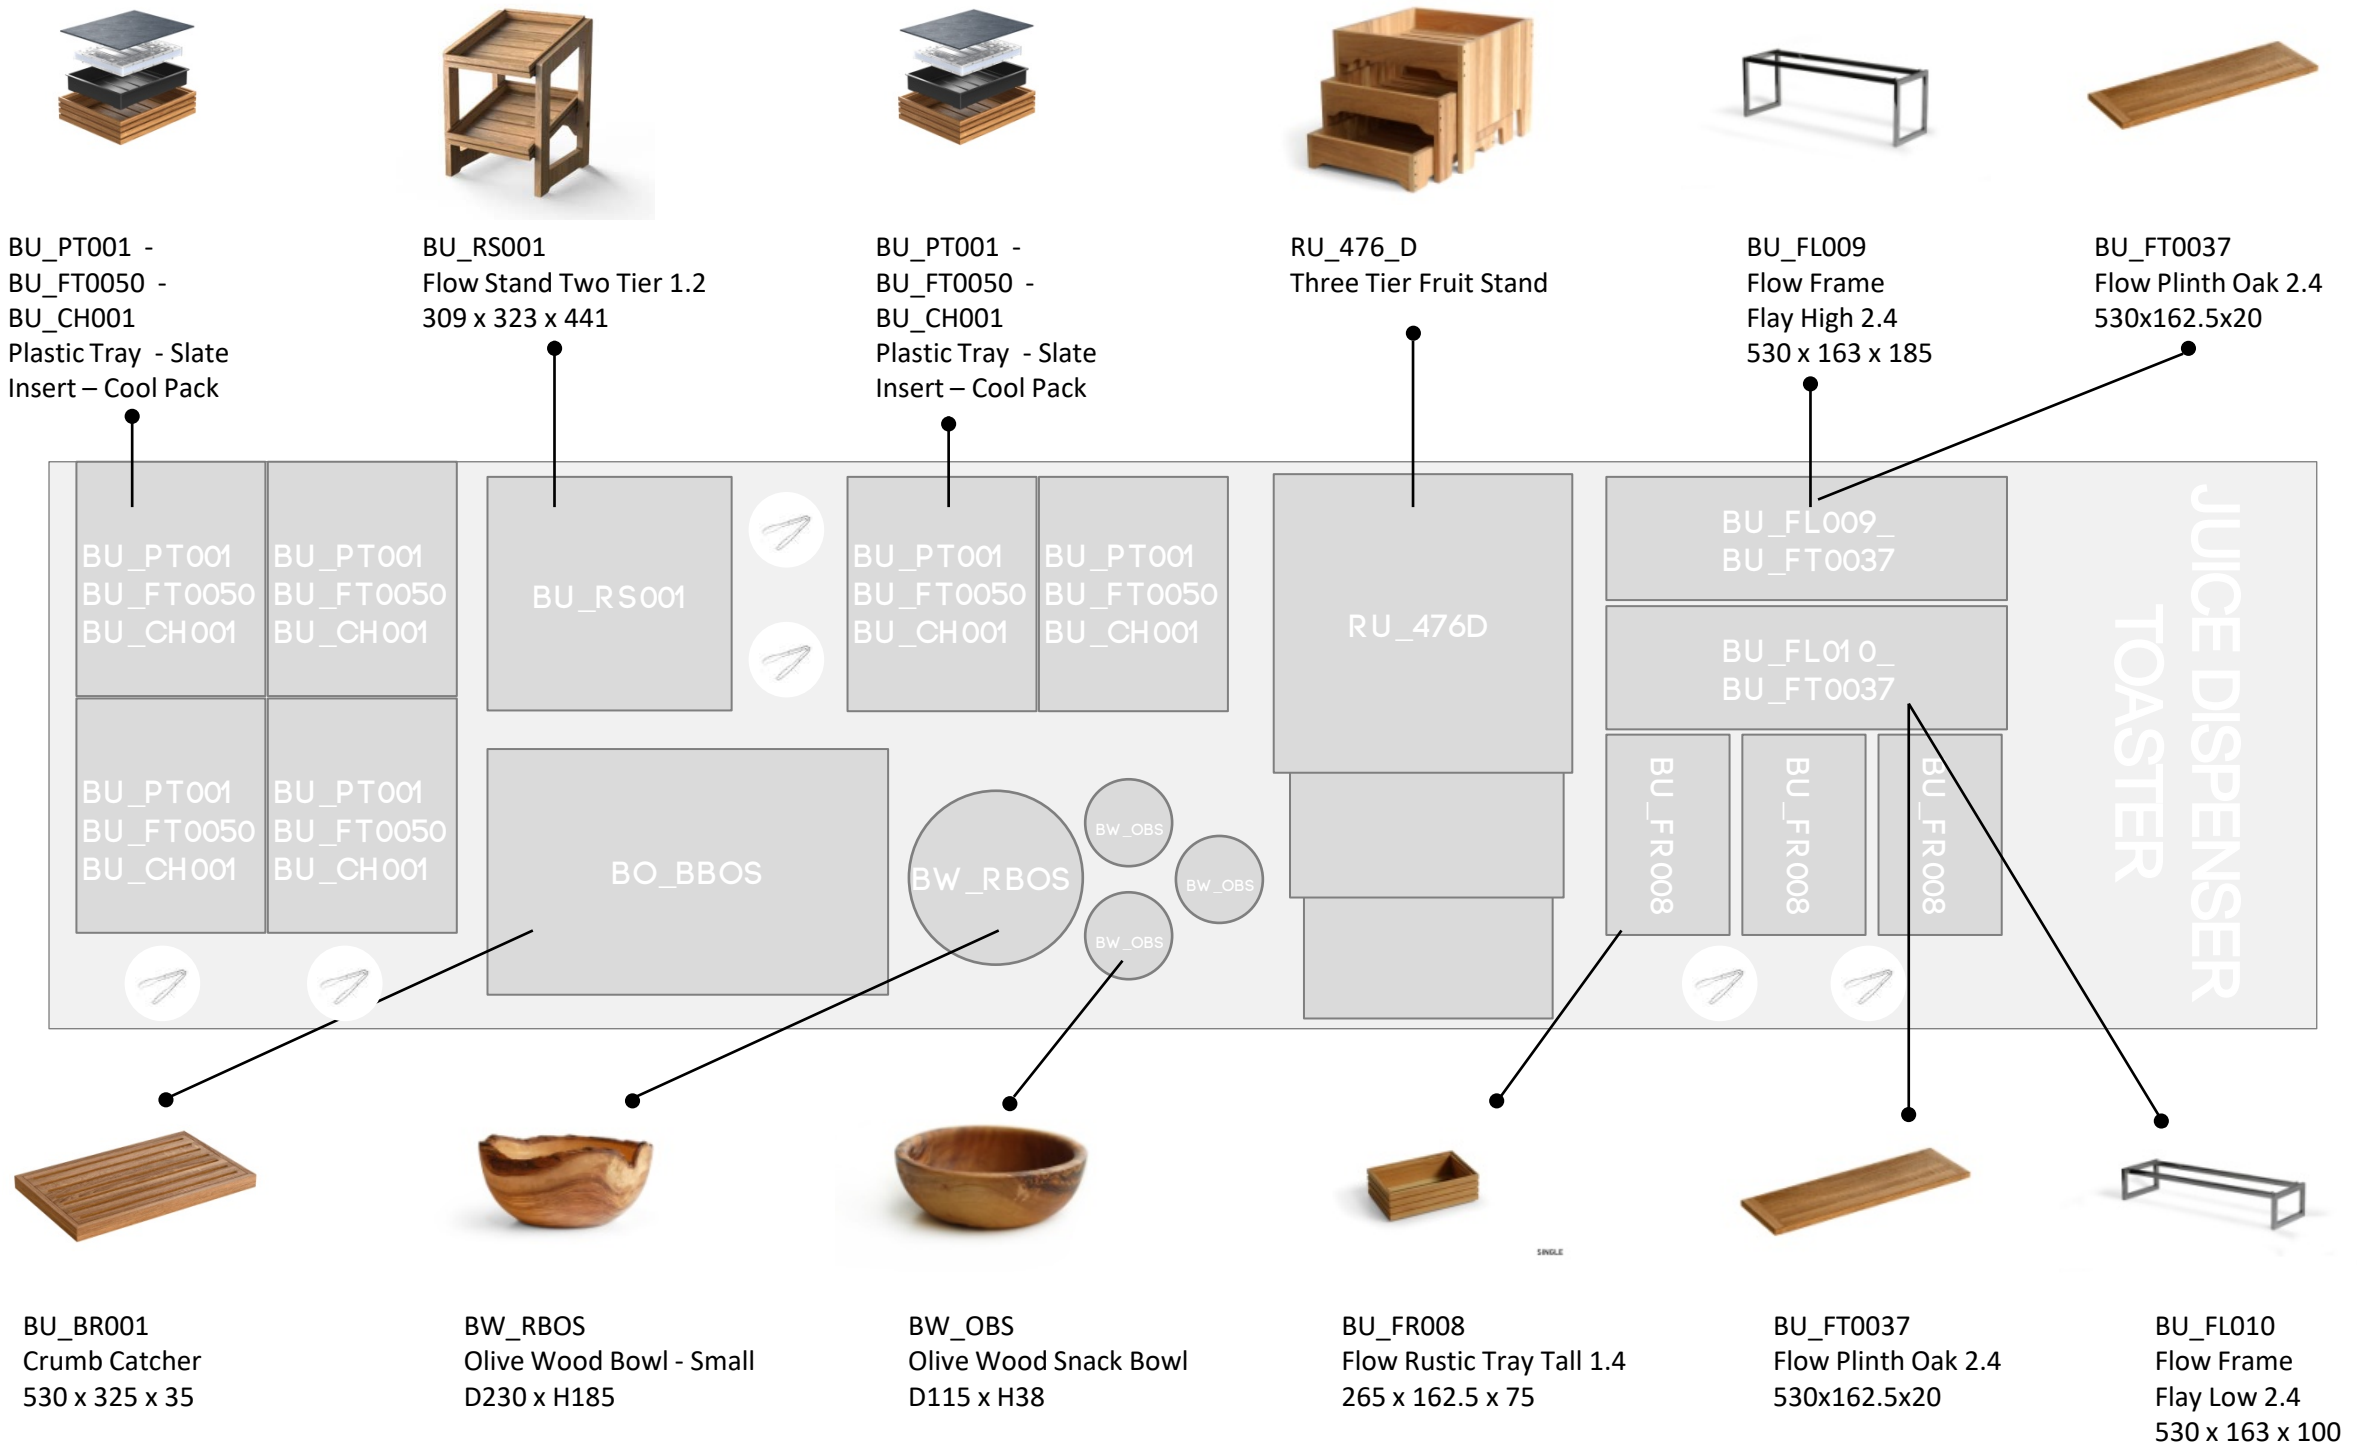 BU_PT001 -
BU_FT0050 -
BU_CH001
Plastic Tray - Slate
Insert – Cool Pack
BU_RS001
Flow Stand Two Tier 1.2
309 x 323 x 441
BU_PT001 -
BU_FT0050 -
BU_CH001
Plastic Tray - Slate
Insert – Cool Pack
RU_476_D
Three Tier Fruit Stand
BU_FL009
Flow Frame
Flay High 2.4
530 x 163 x 185
BU_FT0037
Flow Plinth Oak 2.4
530x162.5x20
BU_PT001
BU_FT0050
BU_CH001
BU_PT001
BU_FT0050
BU_CH001
BU_RS001
BU_PT001
BU_FT0050
BU_CH001
BU_PT001
BU_FT0050
BU_CH001
RU_476D
BU_FL009_
BU_FT0037
BU_FL010_
BU_FT0037
JUICE DISPENSER
TOASTER
BU_PT001
BU_FT0050
BU_CH001
BU_PT001
BU_FT0050
BU_CH001
BO_BBOS
BW_RBOS
BW_OBS
BW_OBS
BW_OBS
BU_FR008
BU_FR008
BU_FR008
SINGLE
BU_BR001
Crumb Catcher
530 x 325 x 35
BW_RBOS
Olive Wood Bowl - Small
D230 x H185
BW_OBS
Olive Wood Snack Bowl
D115 x H38
BU_FR008
Flow Rustic Tray Tall 1.4
265 x 162.5 x 75
BU_FT0037
Flow Plinth Oak 2.4
530x162.5x20
BU_FL010
Flow Frame
Flay Low 2.4
530 x 163 x 100